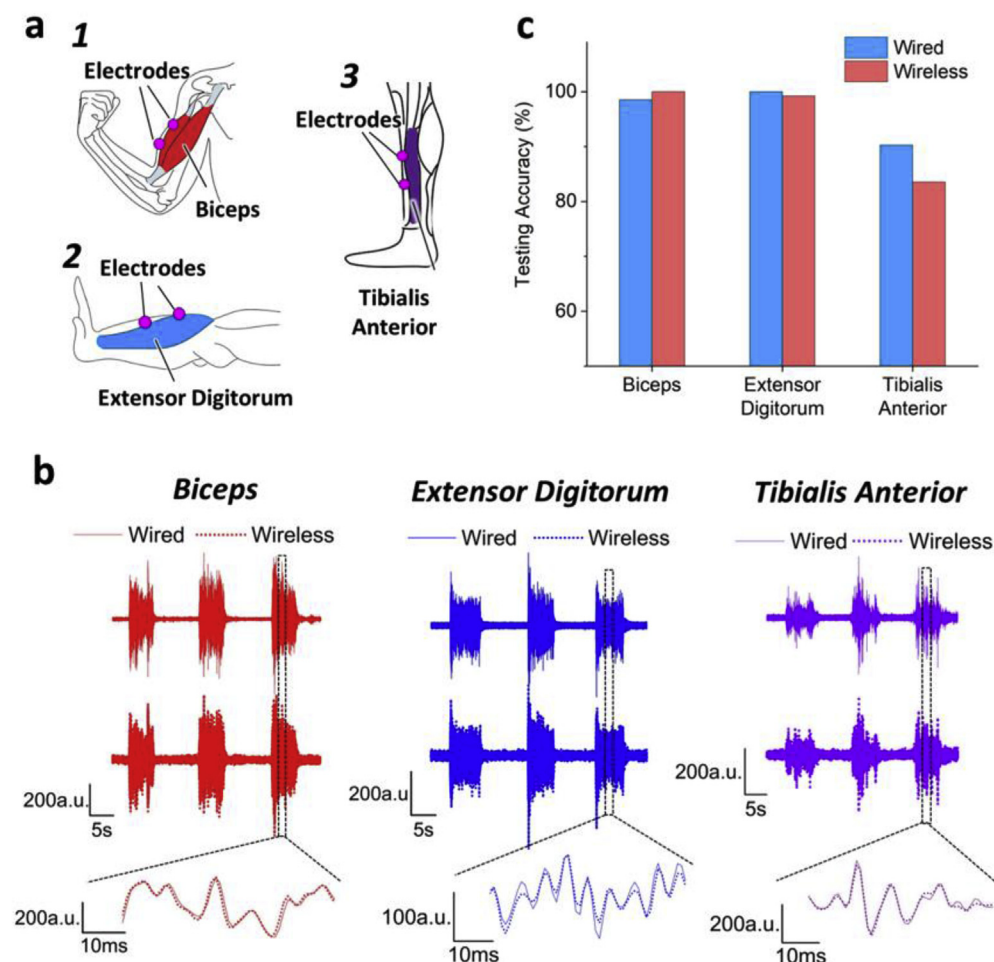 a
1
Electrodes
Biceps
2
Electrodes
Extensor Digitorum
3
Electrodes
Tibialis
Anterior
c
Wired
Wireless
Testing Accuracy (%)
100
80
60
Biceps
Extensor
Digitorum
Tibialis
Anterior
b
Biceps
Wired
Wireless
200a.u.
5s
200a.u.
10ms
Extensor Digitorum
Wired
Wireless
200a.u.
5s
100a.u.
10ms
Tibialis Anterior
Wired
Wireless
200a.u.
5s
200a.u.
10ms